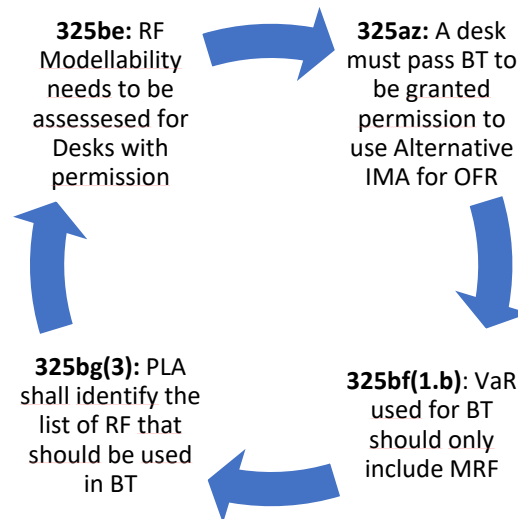 325be: RF
Modellability
needs to be
assessesed for
Desks with
permission
325az: A desk
must pass BT to
be granted
permission to
use Alternative
IMA for OFR
325bf(1.b): VaR
used for BT
should only
include MRF
325bg(3): PLA
shall identify the
list of RF that
should be used
in BT